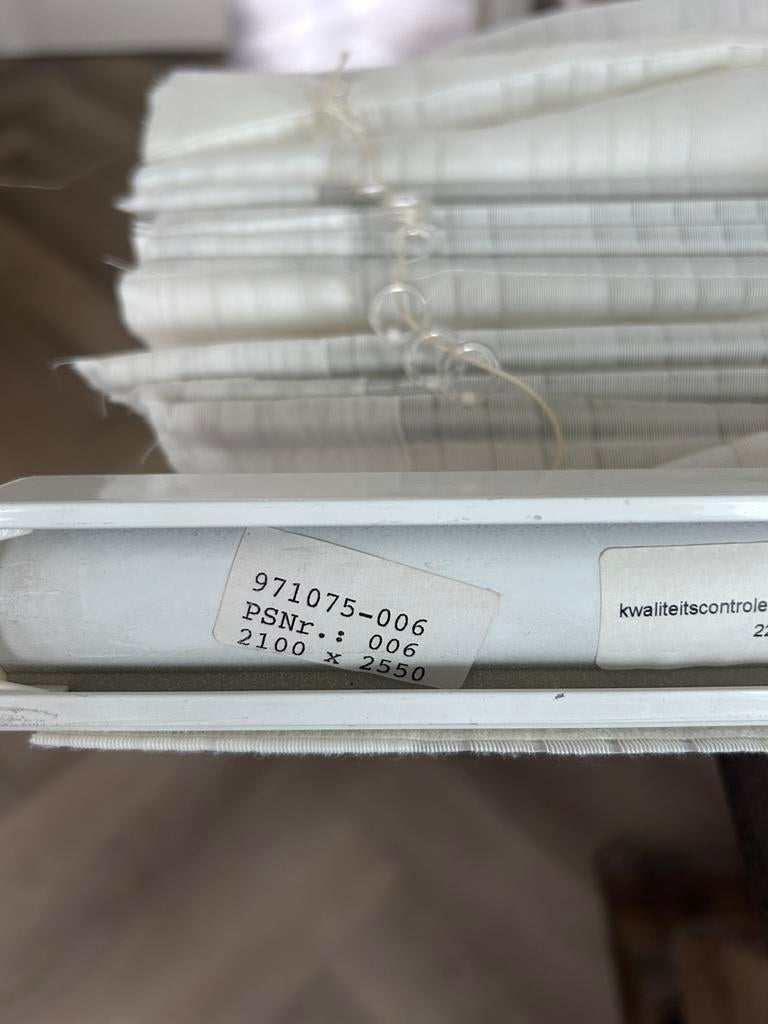 971075-006
PSNr.: 006
2100 x 2550
kwaliteitscontrole
22